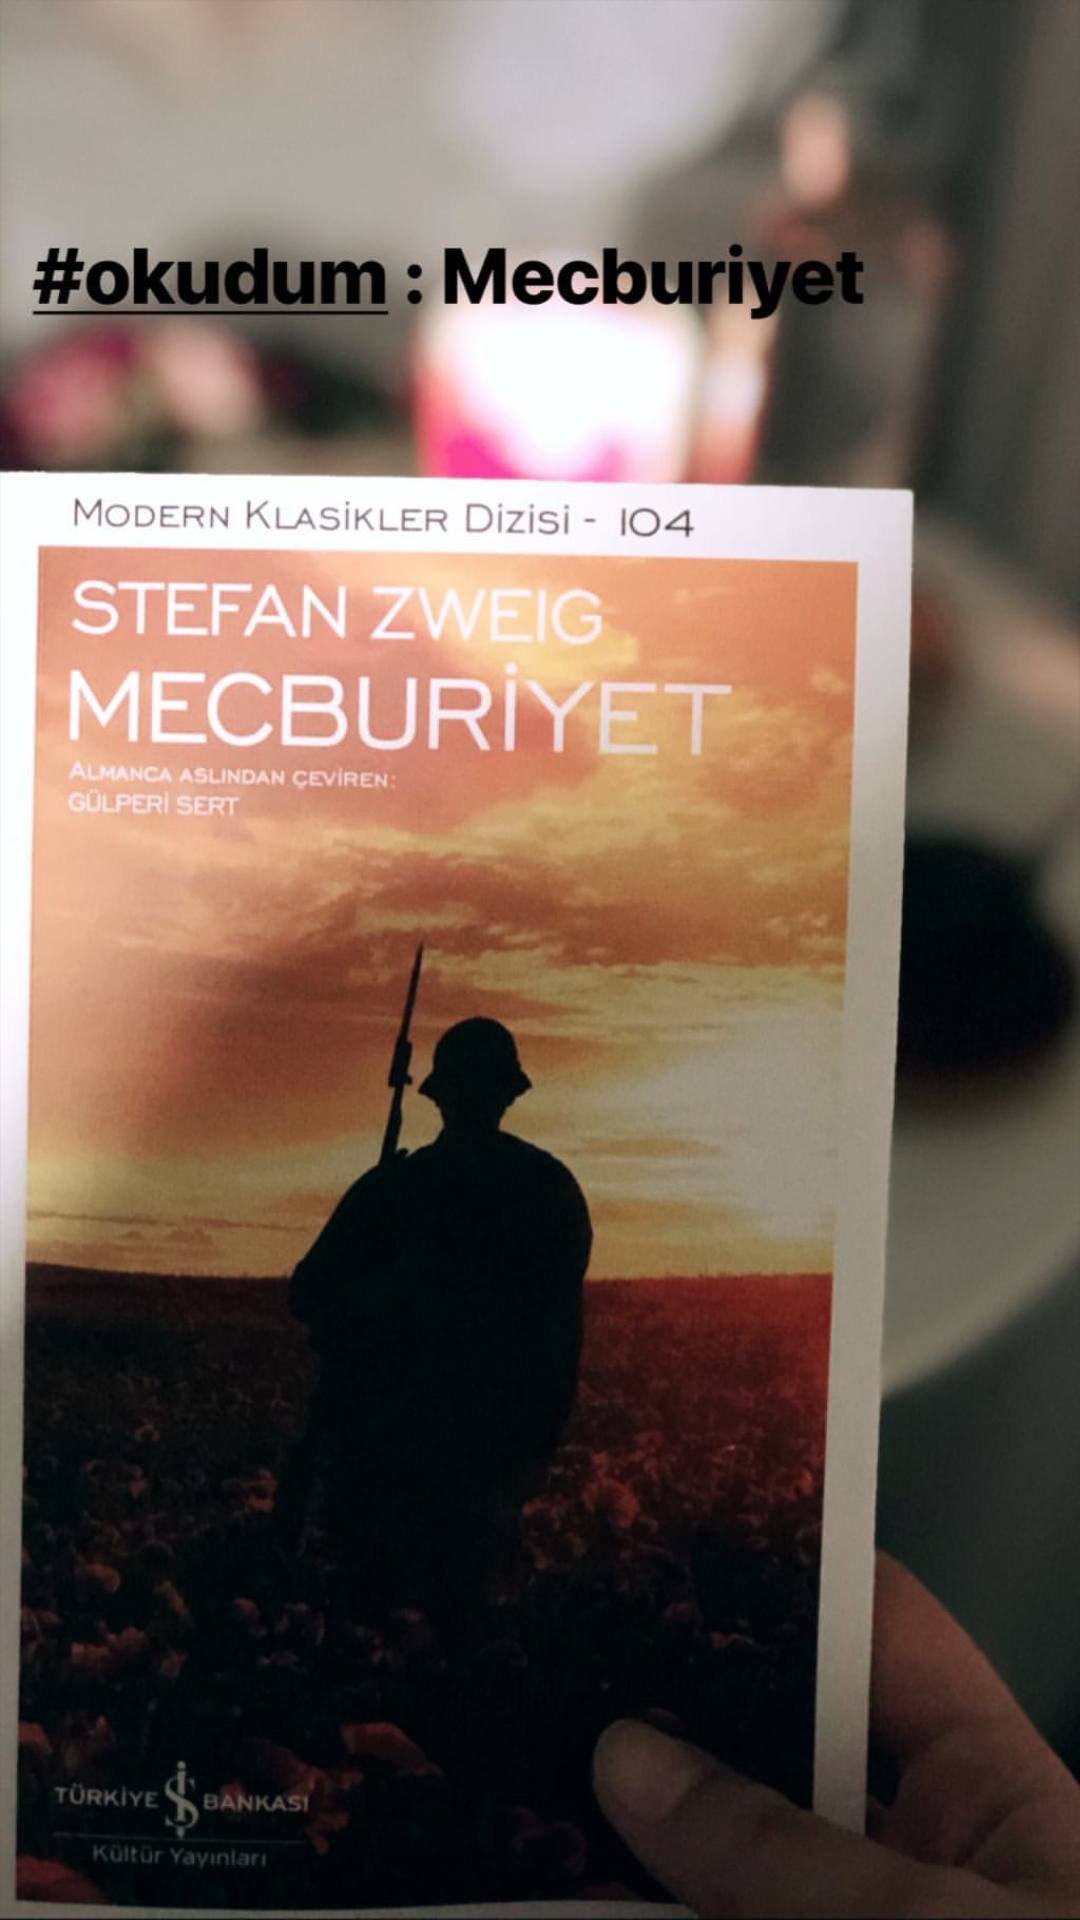 #okudum : Mecburiyet
MODERN KLASİKLER DİZİSİ - 104
STEFAN ZWEIG
MECBURİYET
ALMANCA ASLINDAN ÇEVİREN:
GÜLPERİ SERT
TÜRKİYE İŞ BANKASI
Kültür Yayınları